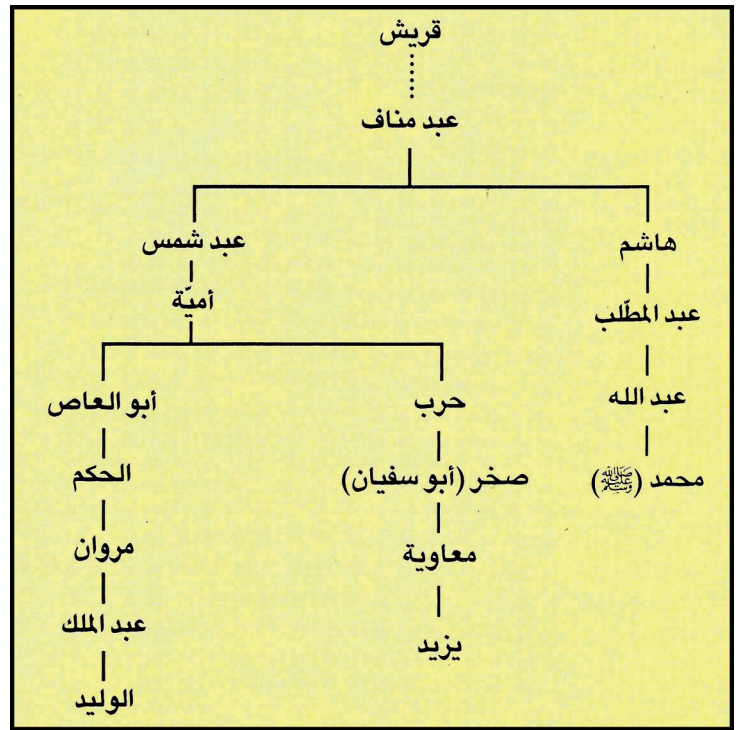 قريش
عبد مناف
هاشم
عبد شمس
أميّة
عبد المطّلب
حرب
أبو العاص
عبد الله
محمد (ﷺ)
صخر (أبو سفيان)
الحكم
معاوية
مروان
يزيد
عبد الملك
الوليد